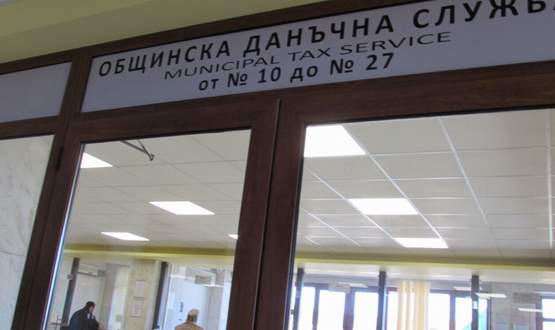 ОБЩИНСКА ДАНЪЧНА СЛУЖБ
MUNICIPAL TAX SERVICE
от № 10 до № 27